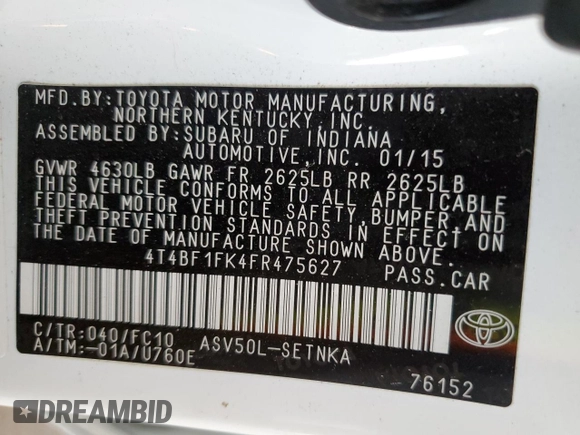 MFD.BY:TOYOTA MOTOR MANUFACTURING,
NORTHERN KENTUCKY,INC.
ASSEMBLED BY:SUBARU OF INDIANA
AUTOMOTIVE,INC. 01/15
GVWR 4630LB GAWR FR 2625LB RR 2625LB
THIS VEHICLE CONFORMS TO ALL APPLICABLE
FEDERAL MOTOR VEHICLE SAFETY,BUMPER,AND
THEFT PREVENTION STANDARDS IN EFFECT ON
THE DATE OF MANUFACTURE SHOWN ABOVE.
4T4BF1FK4FR475627 PASS.CAR
C/TR:040/FC10 ASV50L-SETNKA
A/TM:-01A/U760E
76152
DREAMBID